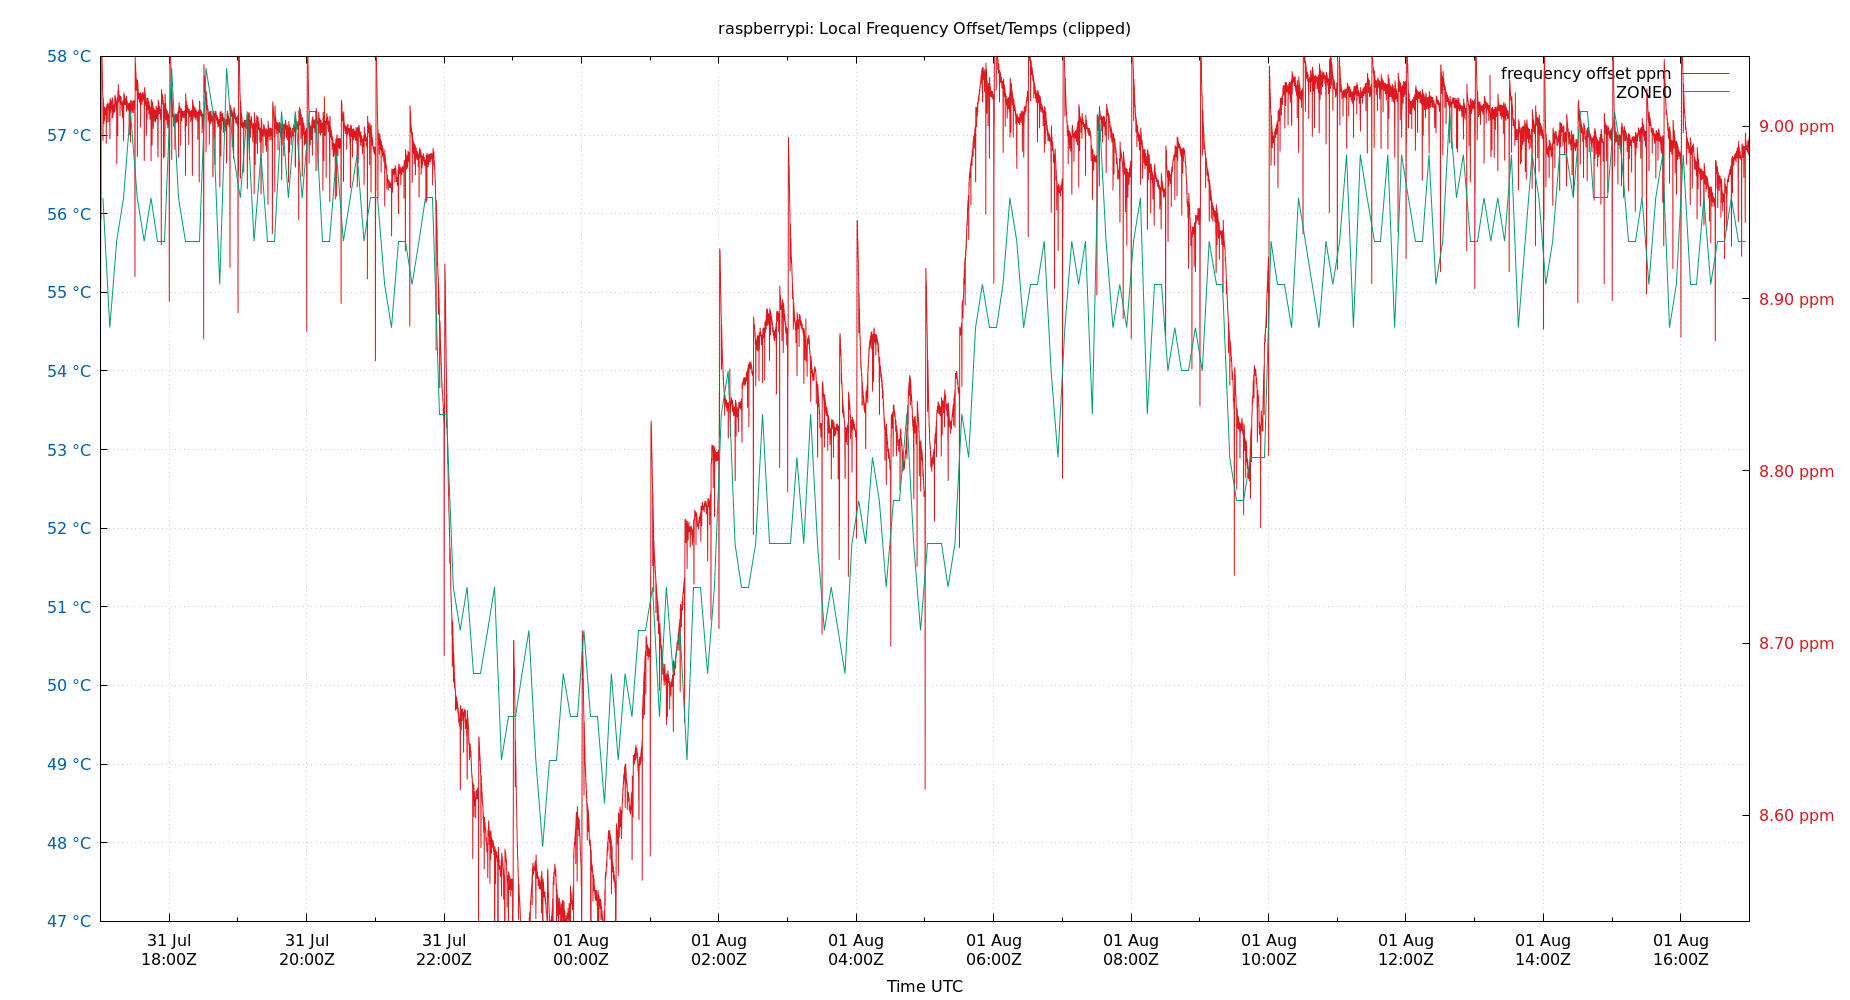 raspberrypi: Local Frequency Offset/Temps (clipped)
frequency offset ppm
ZONE0
58 °C
57 °C
56 °C
55 °C
54 °C
53 °C
52 °C
51 °C
50 °C
49 °C
48 °C
47 °C
9.00 ppm
8.90 ppm
8.80 ppm
8.70 ppm
8.60 ppm
31 Jul
18:00Z
31 Jul
20:00Z
31 Jul
22:00Z
01 Aug
00:00Z
01 Aug
02:00Z
01 Aug
04:00Z
01 Aug
06:00Z
01 Aug
08:00Z
01 Aug
10:00Z
01 Aug
12:00Z
01 Aug
14:00Z
01 Aug
16:00Z
Time UTC